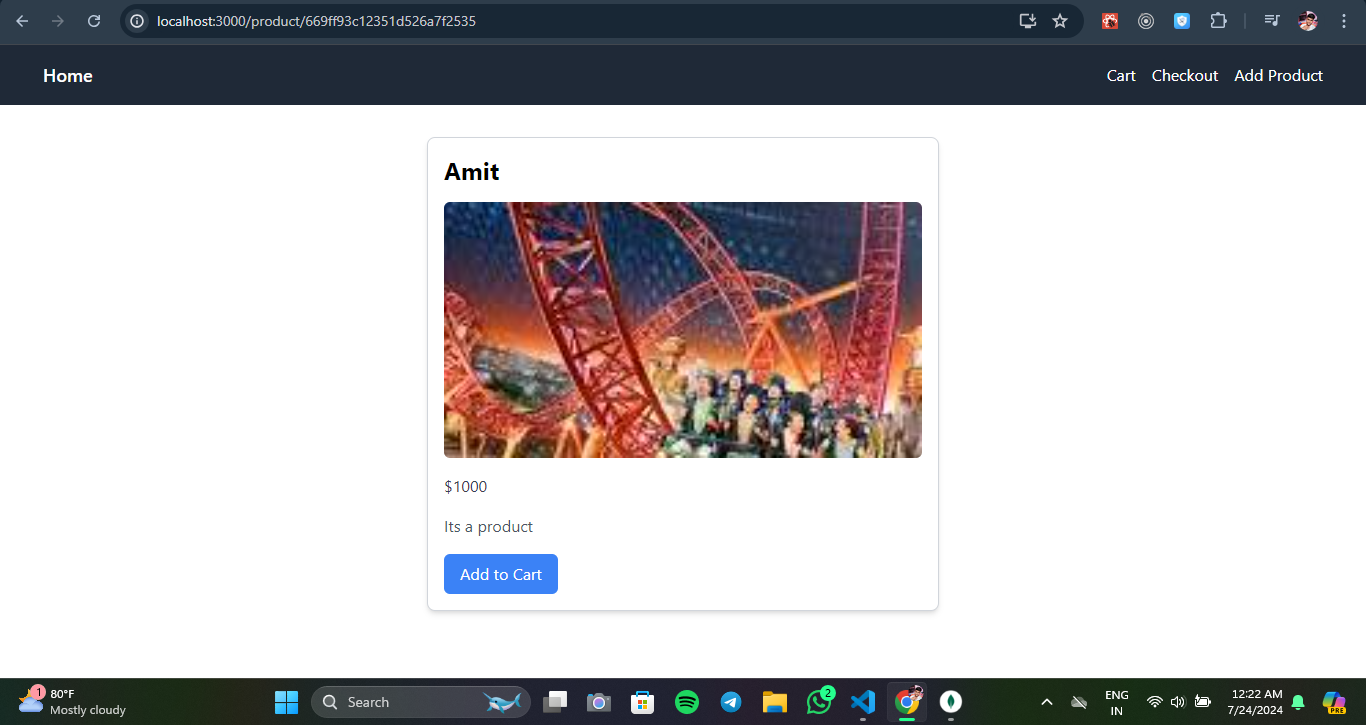 localhost:3000/product/669ff93c12351d526a7f2535
Home
Cart
Checkout
Add Product
Amit
$1000
Its a product
Add to Cart
1
80°F
Mostly cloudy
Search
2
ENG
IN
12:22 AM
7/24/2024
PRE